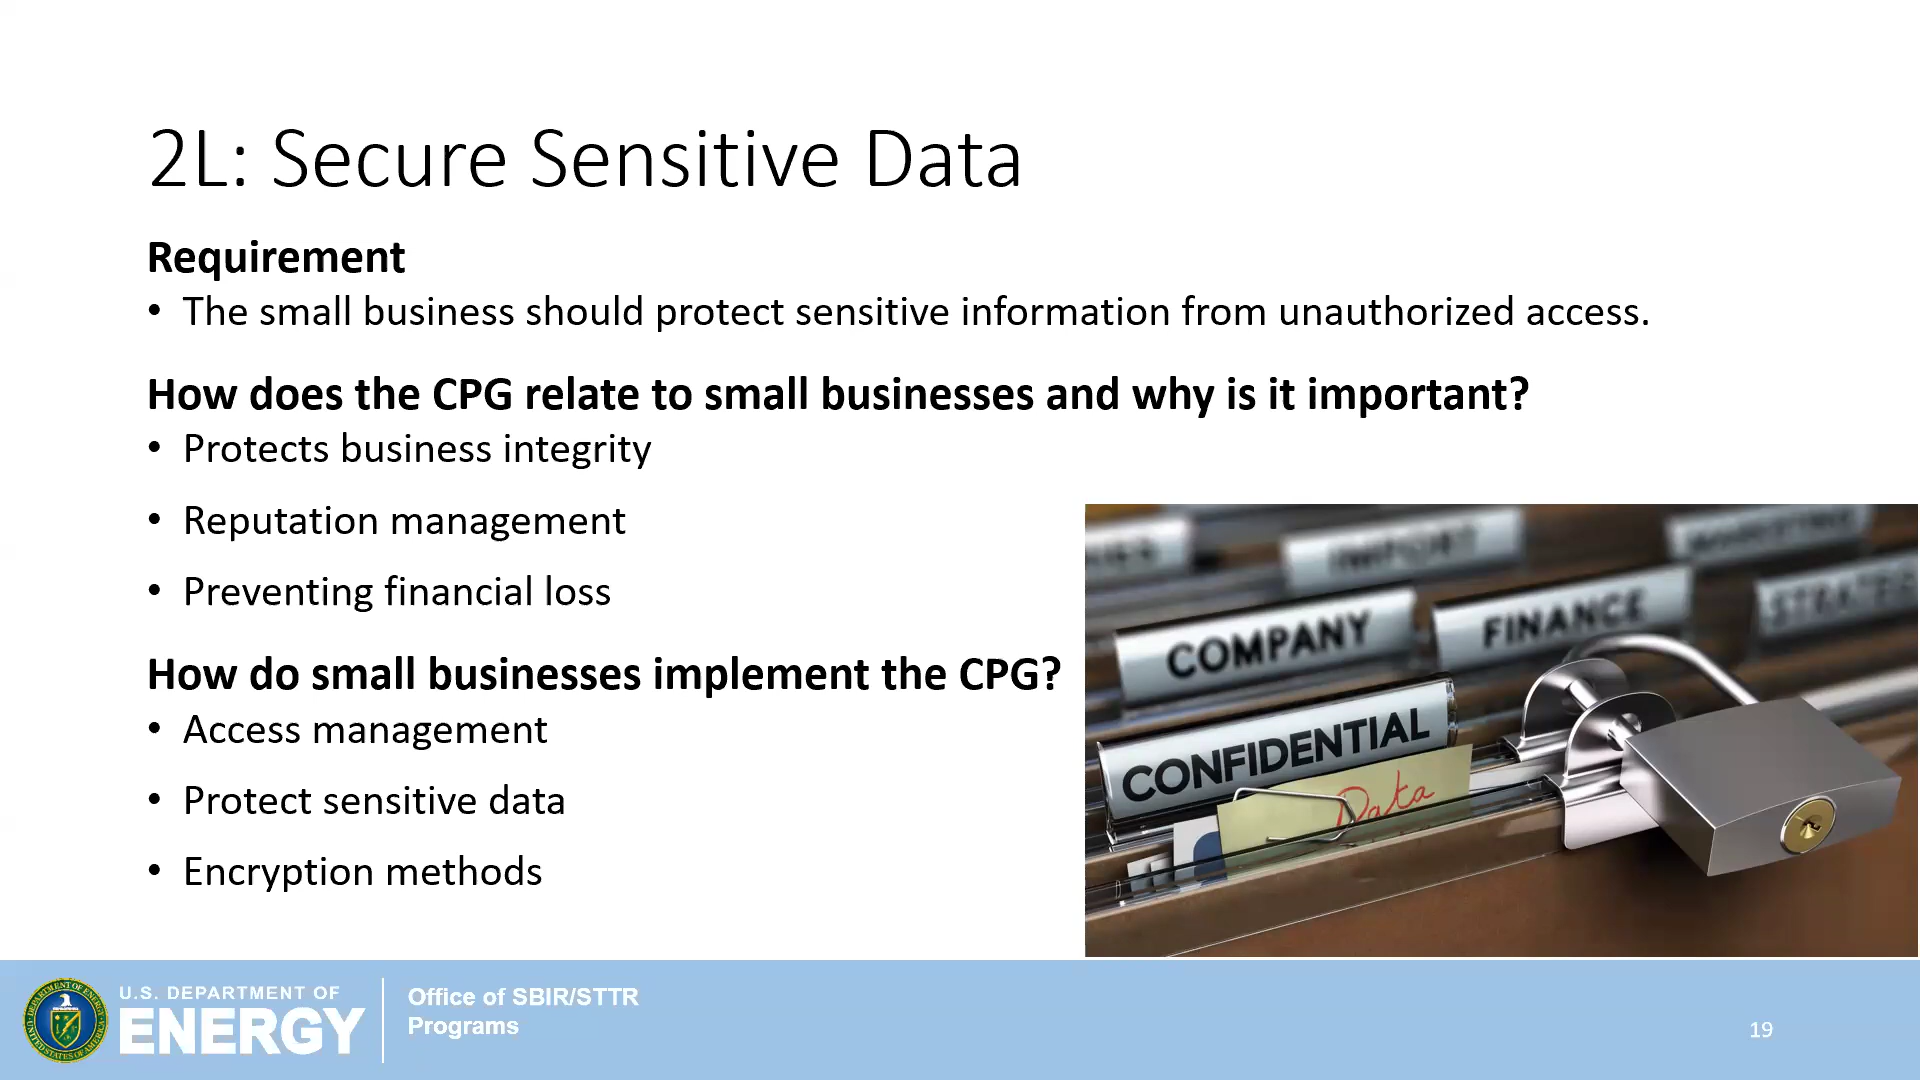 2L: Secure Sensitive Data
Requirement
• The small business should protect sensitive information from unauthorized access.
How does the CPG relate to small businesses and why is it important?
• Protects business integrity
• Reputation management
• Preventing financial loss
How do small businesses implement the CPG?
• Access management
• Protect sensitive data
• Encryption methods
IMPORT
MARKETING
COMPANY
FINANCE
CONFIDENTIAL
Data
U.S. DEPARTMENT OF
ENERGY
Office of SBIR/STTR
Programs
19